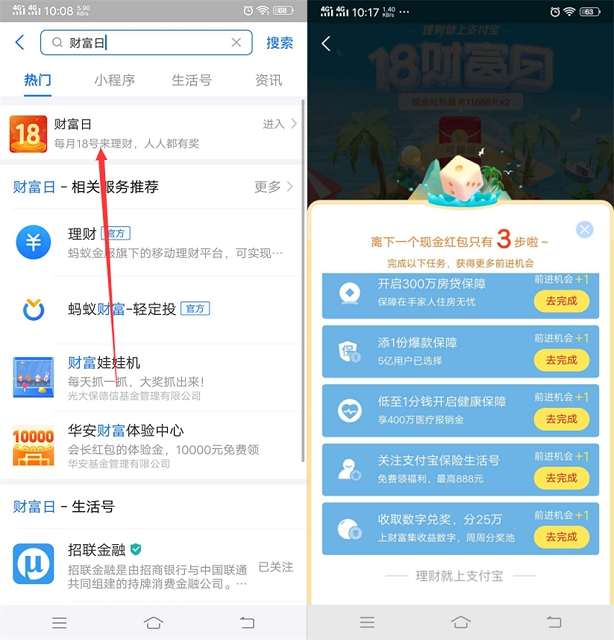 4G 4G 10:08 5.90 KB/s 68
财富日
搜索
热门 小程序 生活号 资讯
18
财富日
每月18号来理财，人人都有奖
进入
财富日 - 相关服务推荐 更多
理财 官方
蚂蚁金服旗下的移动理财平台，可实现…
蚂蚁财富-轻定投 官方
财富娃娃机
每天抓一抓，大奖抓出来！
光大保德信基金管理有限公司
10000
华安财富体验中心
会长红包的体验金，10000元免费领
华安基金管理有限公司
财富日 - 生活号
招联金融
招联金融是由招商银行与中国联通
共同组建的持牌消费金融公司。…
已关注
4G 4G 10:17 1.40 KB/s ••• 63
理财就上支付宝
18财富日
现金红包最高11888元x2
离下一个现金红包只有 3 步啦~
完成以下任务，获得更多前进机会
开启300万房贷保障
保障在手家人住房无忧
前进机会+1
去完成
添1份爆款保障
5亿用户已选择
前进机会+1
去完成
低至1分钱开启健康保障
享400万医疗报销金
前进机会+1
去完成
关注支付宝保险生活号
免费领福利，最高888元
前进机会+1
去完成
收取数字兑奖，分25万
上财富集收益数字，周周分奖池
前进机会+1
去完成
理财就上支付宝